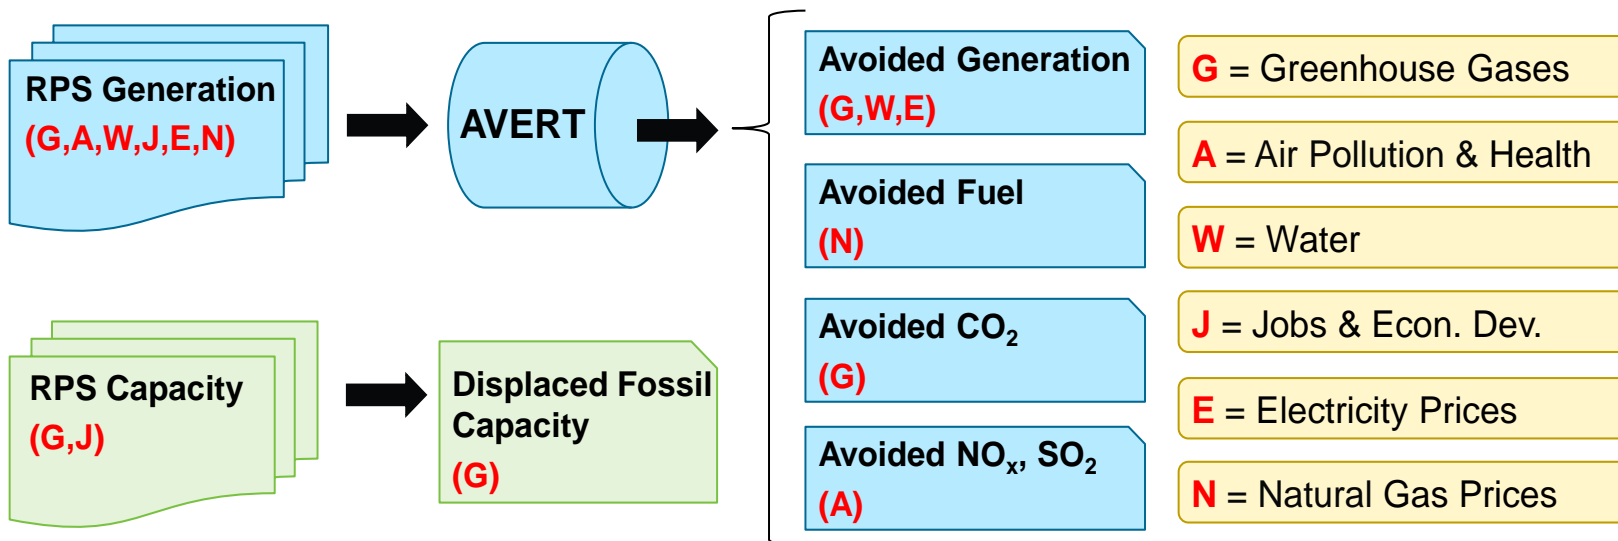 RPS Generation
(G,A,W,J,E,N)
AVERT
RPS Capacity
(G,J)
Displaced Fossil
Capacity
(G)
Avoided Generation
(G,W,E)
Avoided Fuel
(N)
Avoided CO₂
(G)
Avoided NOₓ, SO₂
(A)
G = Greenhouse Gases
A = Air Pollution & Health
W = Water
J = Jobs & Econ. Dev.
E = Electricity Prices
N = Natural Gas Prices